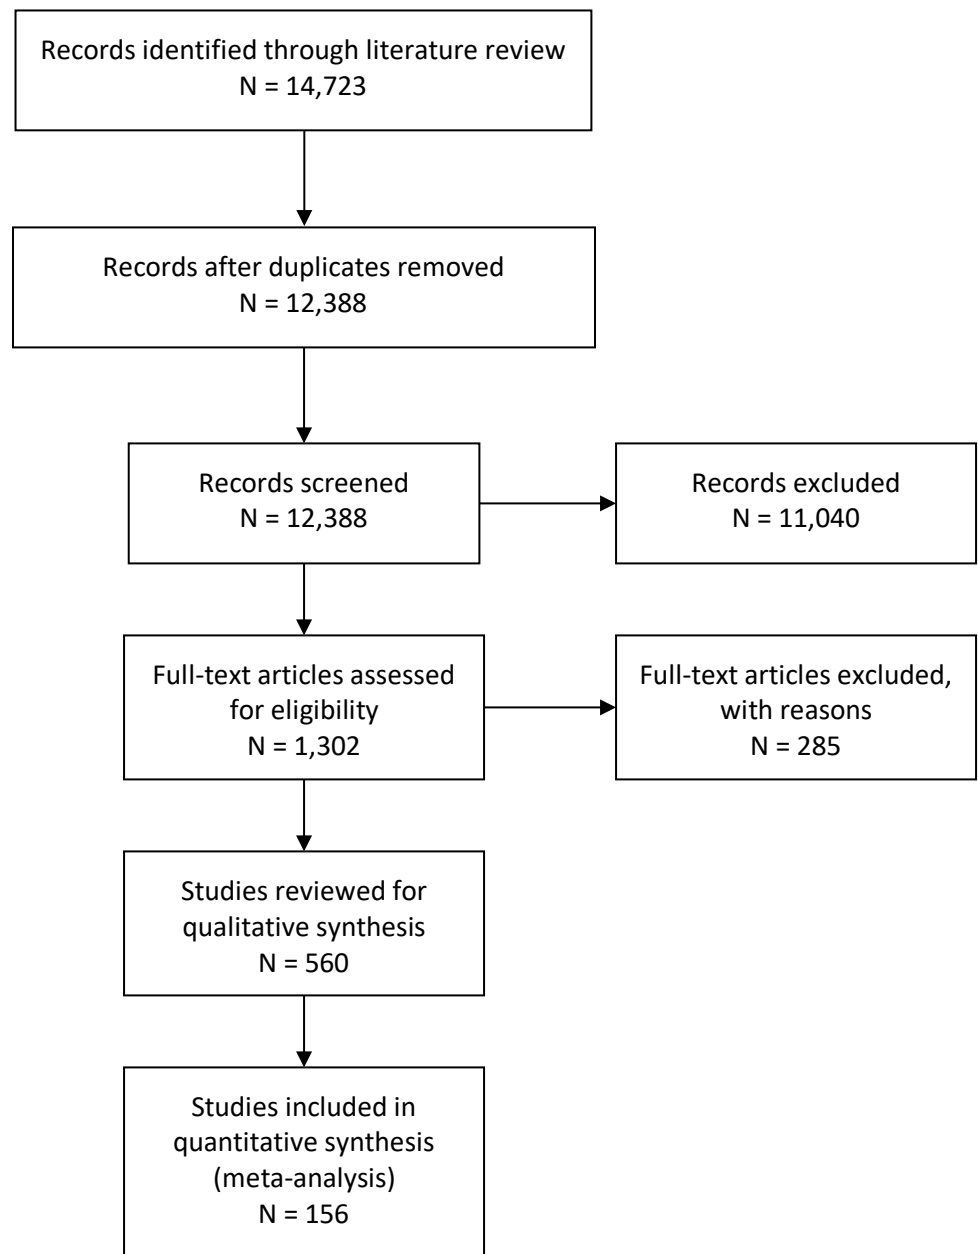 Records identified through literature review
N = 14,723
Records after duplicates removed
N = 12,388
Records screened
N = 12,388
Records excluded
N = 11,040
Full-text articles assessed
for eligibility
N = 1,302
Full-text articles excluded,
with reasons
N = 285
Studies reviewed for
qualitative synthesis
N = 560
Studies included in
quantitative synthesis
(meta-analysis)
N = 156